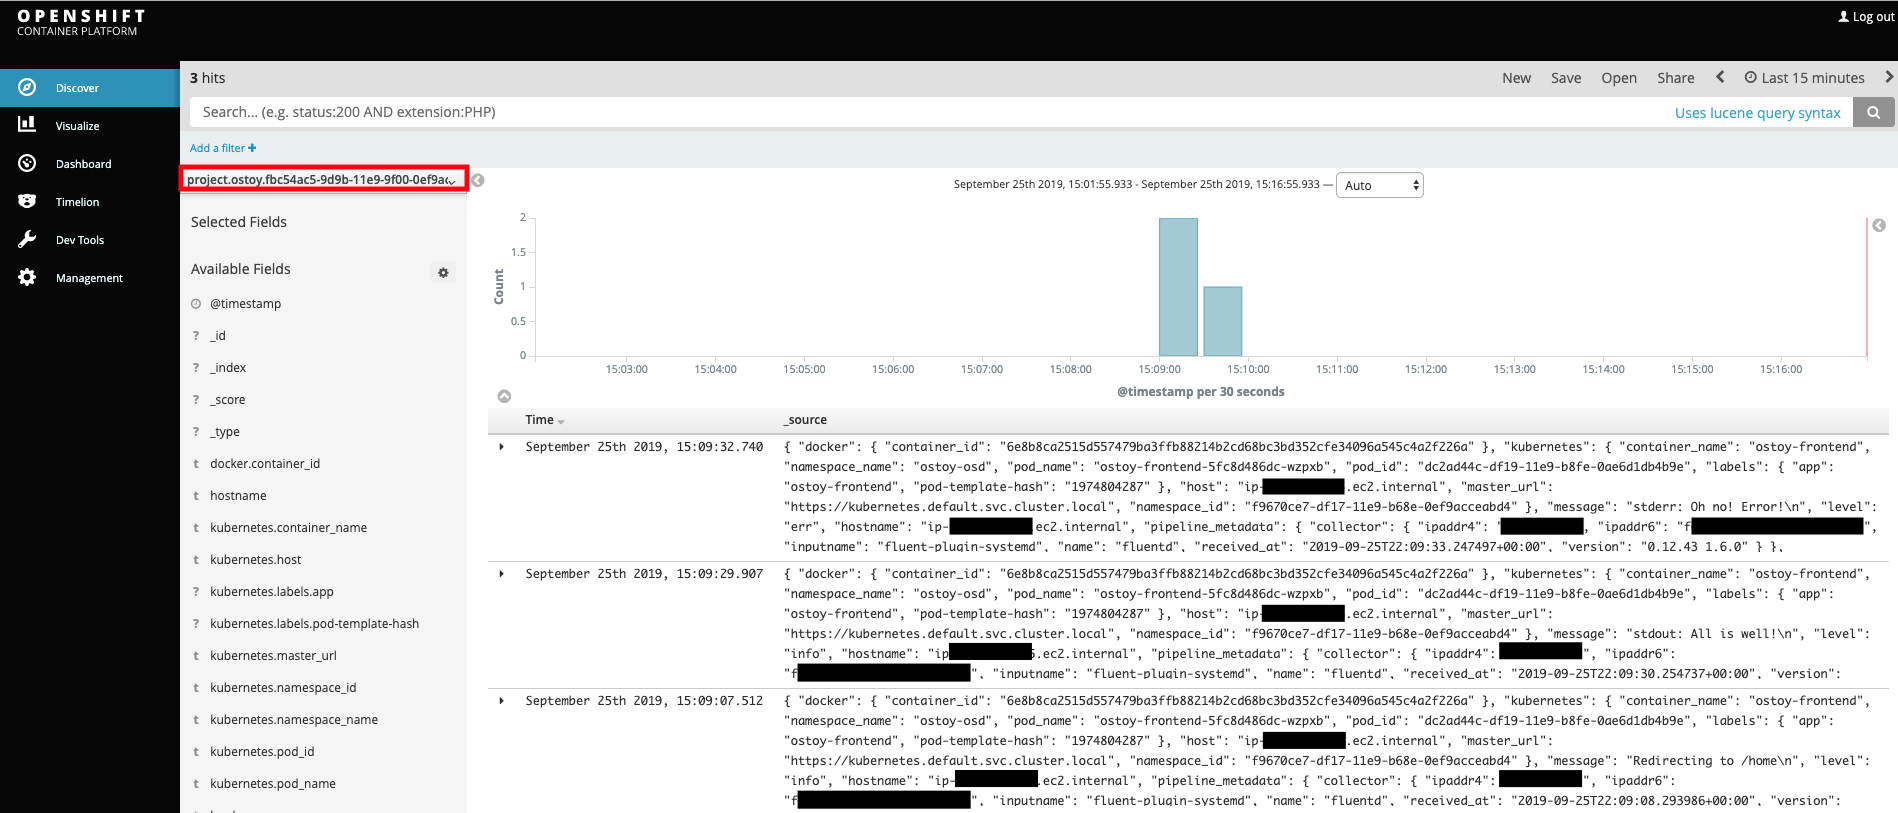 OPENSHIFT
CONTAINER PLATFORM
Log out
Discover
Visualize
Dashboard
Timelion
Dev Tools
Management
3 hits
New Save Open Share Last 15 minutes
Search... (e.g. status:200 AND extension:PHP)
Uses lucene query syntax
Add a filter +
project.ostoy.fbc54ac5-9d9b-11e9-9f00-0ef9ac
Selected Fields
Available Fields
@timestamp
? _id
? _index
? _score
? _type
t docker.container_id
t hostname
t kubernetes.container_name
t kubernetes.host
? kubernetes.labels.app
? kubernetes.labels.pod-template-hash
t kubernetes.master_url
t kubernetes.namespace_id
t kubernetes.namespace_name
t kubernetes.pod_id
t kubernetes.pod_name
September 25th 2019, 15:01:55.933 - September 25th 2019, 15:16:55.933 — Auto
Count
2
1.5
1
0.5
0
15:03:00 15:04:00 15:05:00 15:06:00 15:07:00 15:08:00 15:09:00 15:10:00 15:11:00 15:12:00 15:13:00 15:14:00 15:15:00 15:16:00
@timestamp per 30 seconds
Time _source
September 25th 2019, 15:09:32.740
{ "docker": { "container_id": "6e8b8ca2515d557479ba3ffb88214b2cd68bc3bd352cfe34096a545c4a2f226a" }, "kubernetes": { "container_name": "ostoy-frontend",
"namespace_name": "ostoy-osd", "pod_name": "ostoy-frontend-5fc8d486dc-wzpxb", "pod_id": "dc2ad44c-df19-11e9-b8fe-0ae6d1db4b9e", "labels": { "app":
"ostoy-frontend", "pod-template-hash": "1974804287" }, "host": "ip- .ec2.internal", "master_url":
"https://kubernetes.default.svc.cluster.local", "namespace_id": "f9670ce7-df17-11e9-b68e-0ef9acceabd4" }, "message": "stderr: Oh no! Error!\n", "level":
"err", "hostname": "ip- .ec2.internal", "pipeline_metadata": { "collector": { "ipaddr4": " , "ipaddr6": "f ",
"inputname": "fluent-plugin-systemd", "name": "fluentd", "received_at": "2019-09-25T22:09:33.247497+00:00", "version": "0.12.43 1.6.0" } },
September 25th 2019, 15:09:29.907
{ "docker": { "container_id": "6e8b8ca2515d557479ba3ffb88214b2cd68bc3bd352cfe34096a545c4a2f226a" }, "kubernetes": { "container_name": "ostoy-frontend",
"namespace_name": "ostoy-osd", "pod_name": "ostoy-frontend-5fc8d486dc-wzpxb", "pod_id": "dc2ad44c-df19-11e9-b8fe-0ae6d1db4b9e", "labels": { "app":
"ostoy-frontend", "pod-template-hash": "1974804287" }, "host": "ip- .ec2.internal", "master_url":
"https://kubernetes.default.svc.cluster.local", "namespace_id": "f9670ce7-df17-11e9-b68e-0ef9acceabd4" }, "message": "stdout: All is well!\n", "level":
"info", "hostname": "ip .ec2.internal", "pipeline_metadata": { "collector": { "ipaddr4": ", "ipaddr6":
"f ", "inputname": "fluent-plugin-systemd", "name": "fluentd", "received_at": "2019-09-25T22:09:30.254737+00:00", "version":
September 25th 2019, 15:09:07.512
{ "docker": { "container_id": "6e8b8ca2515d557479ba3ffb88214b2cd68bc3bd352cfe34096a545c4a2f226a" }, "kubernetes": { "container_name": "ostoy-frontend",
"namespace_name": "ostoy-osd", "pod_name": "ostoy-frontend-5fc8d486dc-wzpxb", "pod_id": "dc2ad44c-df19-11e9-b8fe-0ae6d1db4b9e", "labels": { "app":
"ostoy-frontend", "pod-template-hash": "1974804287" }, "host": "ip- .ec2.internal", "master_url":
"https://kubernetes.default.svc.cluster.local", "namespace_id": "f9670ce7-df17-11e9-b68e-0ef9acceabd4" }, "message": "Redirecting to /home\n", "level":
"info", "hostname": "ip- .ec2.internal", "pipeline_metadata": { "collector": { "ipaddr4": ", "ipaddr6":
"f ", "inputname": "fluent-plugin-systemd", "name": "fluentd", "received_at": "2019-09-25T22:09:08.293986+00:00", "version":